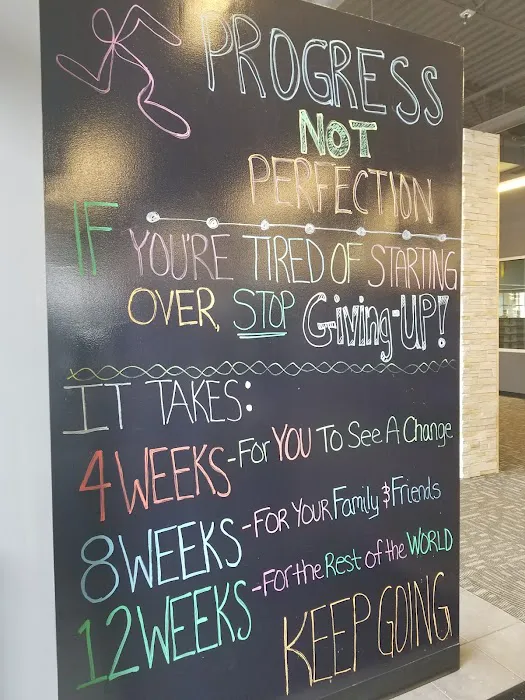 PROGRESS
NOT
PERFECTION
IF YOU'RE TIRED OF STARTING
OVER, STOP Giving-UP!
IT TAKES:
4 WEEKS-For YOU To See A Change
8 WEEKS-FOR YOUR Family & Friends
12 WEEKS-For the Rest of the WORLD
KEEP GOING